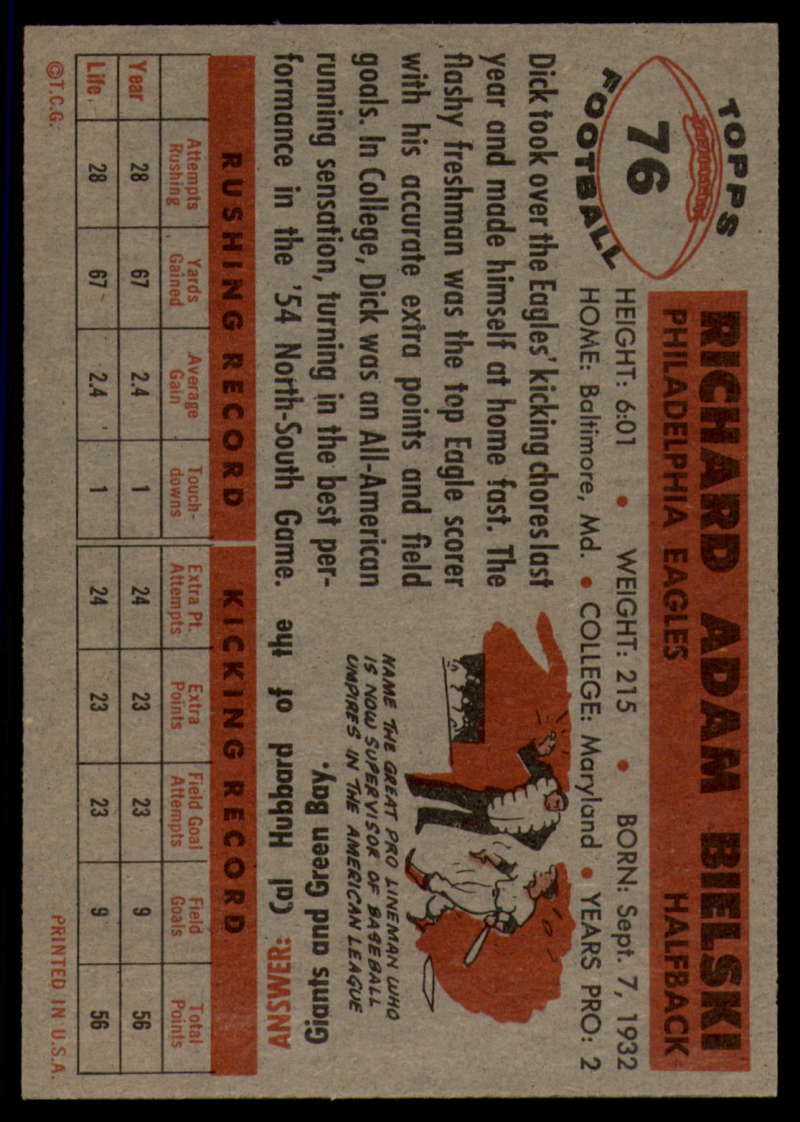 TOPPS
76
FOOTBALL
RICHARD ADAM BIELSKI
PHILADELPHIA EAGLES HALFBACK
HEIGHT: 6:01 • WEIGHT: 215 • BORN: Sept. 7, 1932
HOME: Baltimore, Md. • COLLEGE: Maryland • YEARS PRO: 2
Dick took over the Eagles' kicking chores last
year and made himself at home fast. The
flashy freshman was the top Eagle scorer
with his accurate extra points and field
goals. In College, Dick was an All-American
running sensation, turning in the best per-
formance in the '54 North-South Game.
NAME THE GREAT PRO LINEMAN WHO
IS NOW SUPERVISOR OF BASEBALL
UMPIRES IN THE AMERICAN LEAGUE
ANSWER: Cal Hubbard of the
Giants and Green Bay.
RUSHING RECORD KICKING RECORD
Attempts Rushing Yards Gained Average Gain Touch-downs Extra Pt. Attempts Extra Points Field Goal Attempts Field Goals Total Points
Year 28 67 2.4 1 24 23 23 9 56
Life 28 67 2.4 1 24 23 23 9 56
©T.C.G. PRINTED IN U.S.A.